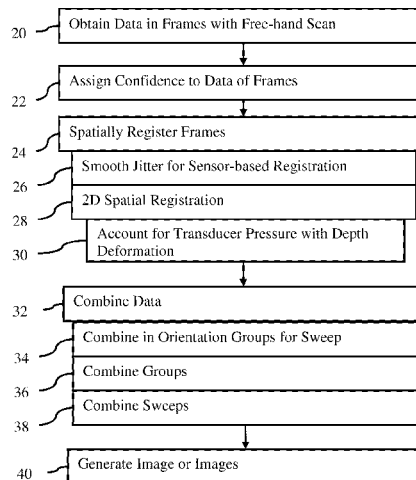 Obtain Data in Frames with Free-hand Scan
20
Assign Confidence to Data of Frames
22
Spatially Register Frames
24
Smooth Jitter for Sensor-based Registration
26
2D Spatial Registration
28
Account for Transducer Pressure with Depth
Deformation
30
Combine Data
32
Combine in Orientation Groups for Sweep
34
Combine Groups
36
Combine Sweeps
38
Generate Image or Images
40